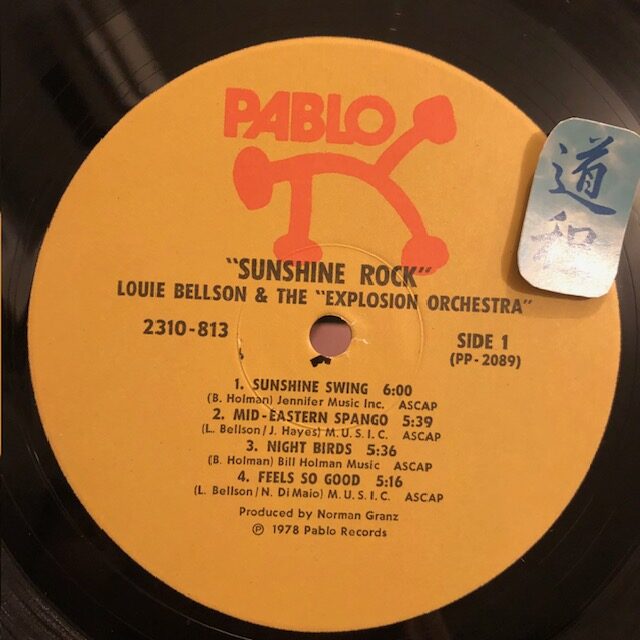 PABLO
道
和
"SUNSHINE ROCK"
LOUIE BELLSON & THE "EXPLOSION ORCHESTRA"
2310-813
SIDE 1
(PP-2089)
1. SUNSHINE SWING 6:00
(B. Holman) Jennifer Music Inc. ASCAP
2. MID-EASTERN SPANGO 5:39
(L. Bellson/J. Hayes) M.U.S.I.C. ASCAP
3. NIGHT BIRDS 5:36
(B. Holman) Bill Holman Music ASCAP
4. FEELS SO GOOD 5:16
(L. Bellson/N. Di Maio) M.U.S.I.C. ASCAP
Produced by Norman Granz
℗ 1978 Pablo Records